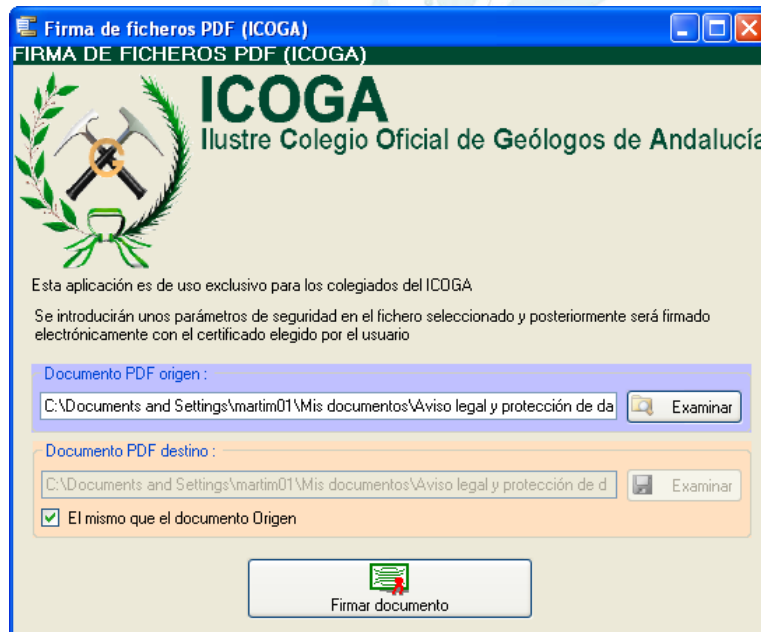 Firma de ficheros PDF (ICOGA)
FIRMA DE FICHEROS PDF (ICOGA)
ICOGA
Ilustre Colegio Oficial de Geólogos de Andalucía
G
Esta aplicación es de uso exclusivo para los colegiados del ICOGA
Se introducirán unos parámetros de seguridad en el fichero seleccionado y posteriormente será firmado
electrónicamente con el certificado elegido por el usuario
Documento PDF origen :
C:\Documents and Settings\martim01\Mis documentos\Aviso legal y protección de da
Examinar
Documento PDF destino :
C:\Documents and Settings\martim01\Mis documentos\Aviso legal y protección de d
Examinar
El mismo que el documento Origen
Firmar documento